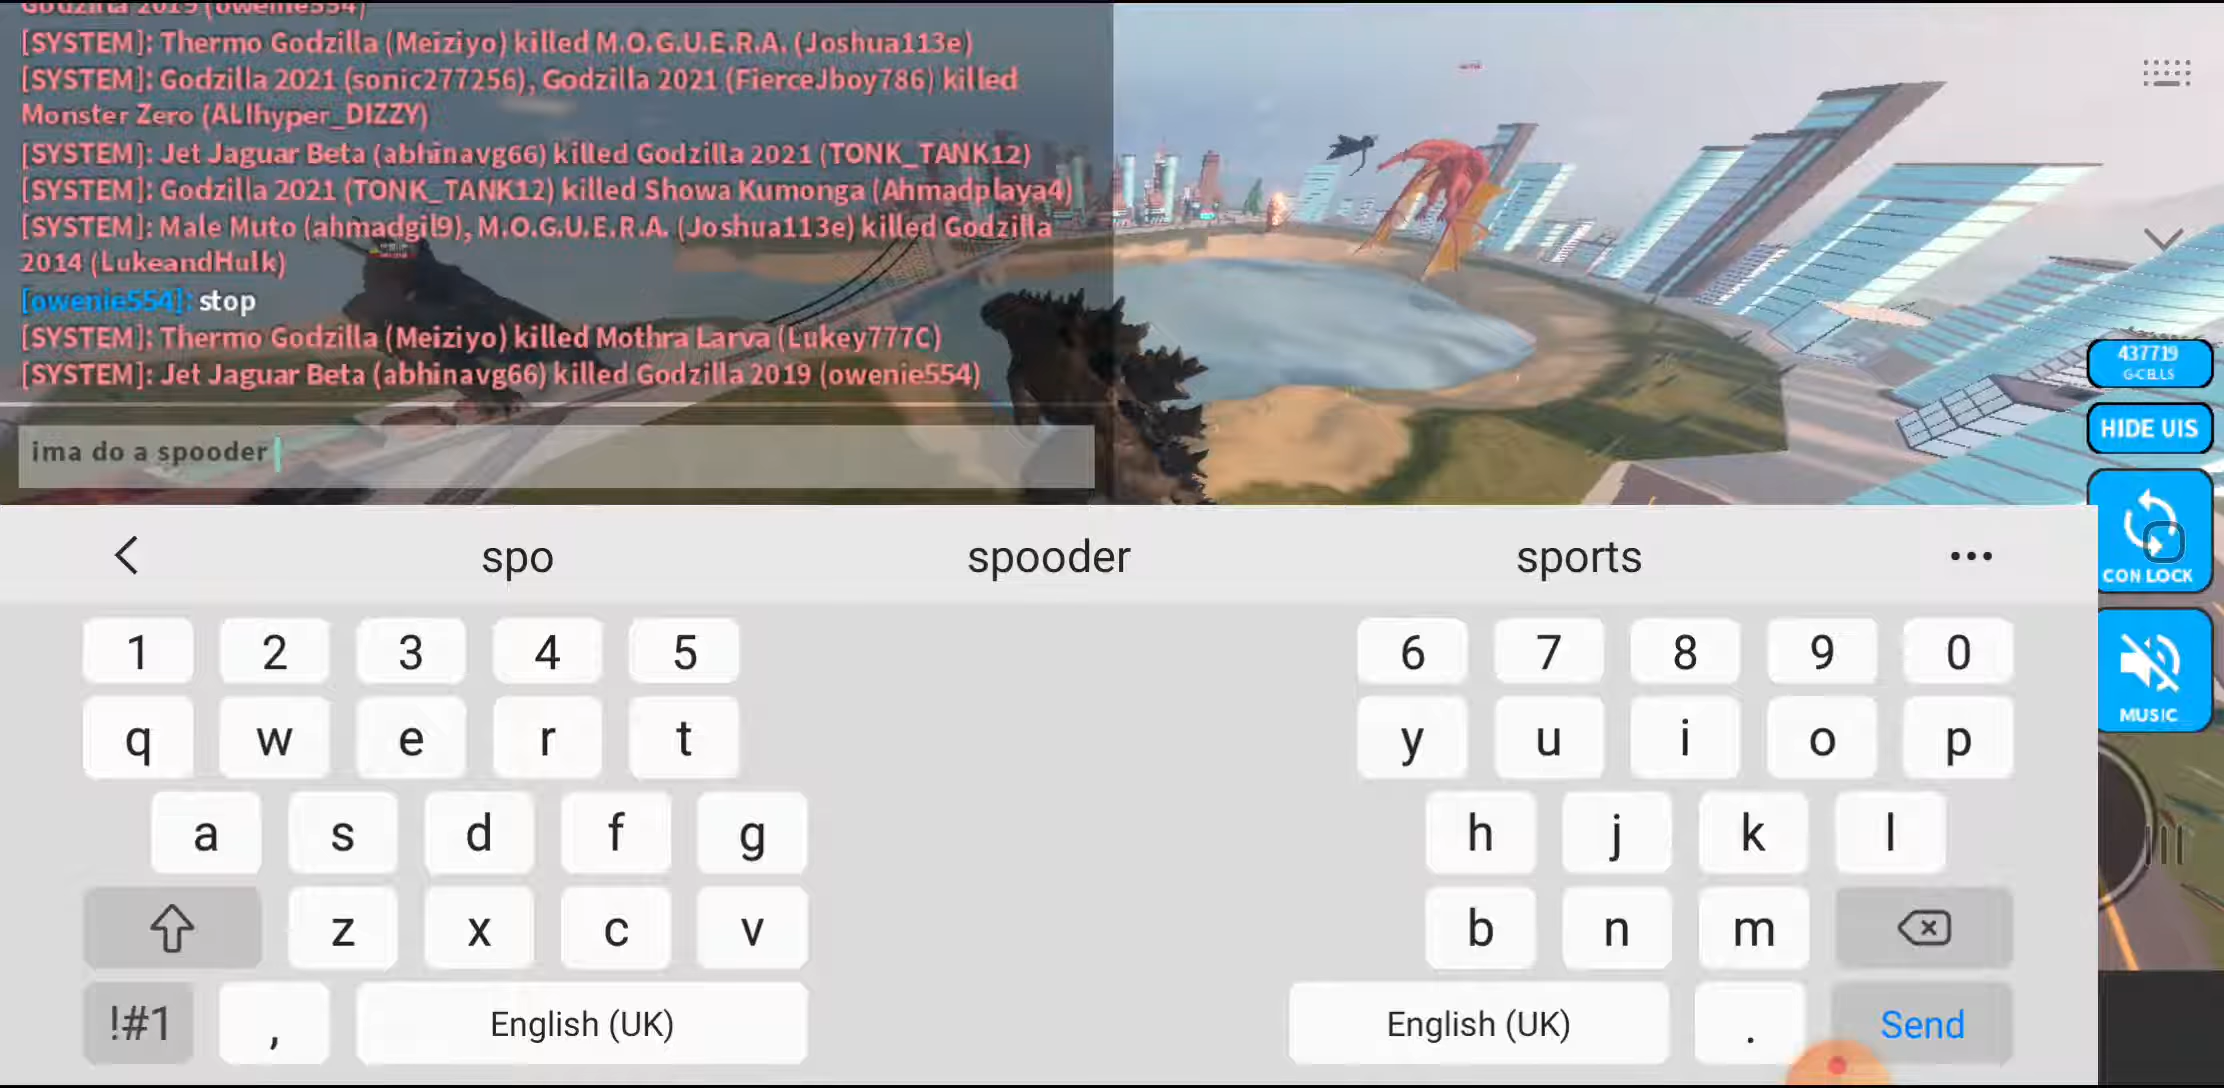 Godzilla 2019 (owenie554)
[SYSTEM]: Thermo Godzilla (Meiziyo) killed M.O.G.U.E.R.A. (Joshua113e)
[SYSTEM]: Godzilla 2021 (sonic277256), Godzilla 2021 (FierceJboy786) killed
Monster Zero (ALIhyper_DIZZY)
[SYSTEM]: Jet Jaguar Beta (abhinavg66) killed Godzilla 2021 (TONK_TANK12)
[SYSTEM]: Godzilla 2021 (TONK_TANK12) killed Showa Kumonga (Ahmadplaya4)
[SYSTEM]: Male Muto (ahmadgil9), M.O.G.U.E.R.A. (Joshua113e) killed Godzilla
2014 (LukeandHulk)
[owenie554]: stop
[SYSTEM]: Thermo Godzilla (Meiziyo) killed Mothra Larva (Lukey777C)
[SYSTEM]: Jet Jaguar Beta (abhinavg66) killed Godzilla 2019 (owenie554)
ima do a spooder
437719
G-CELLS
HIDE UIS
CON LOCK
MUSIC
spo spooder sports
1 2 3 4 5 6 7 8 9 0
q w e r t y u i o p
a s d f g h j k l
z x c v b n m
!#1 , English (UK) English (UK) . Send